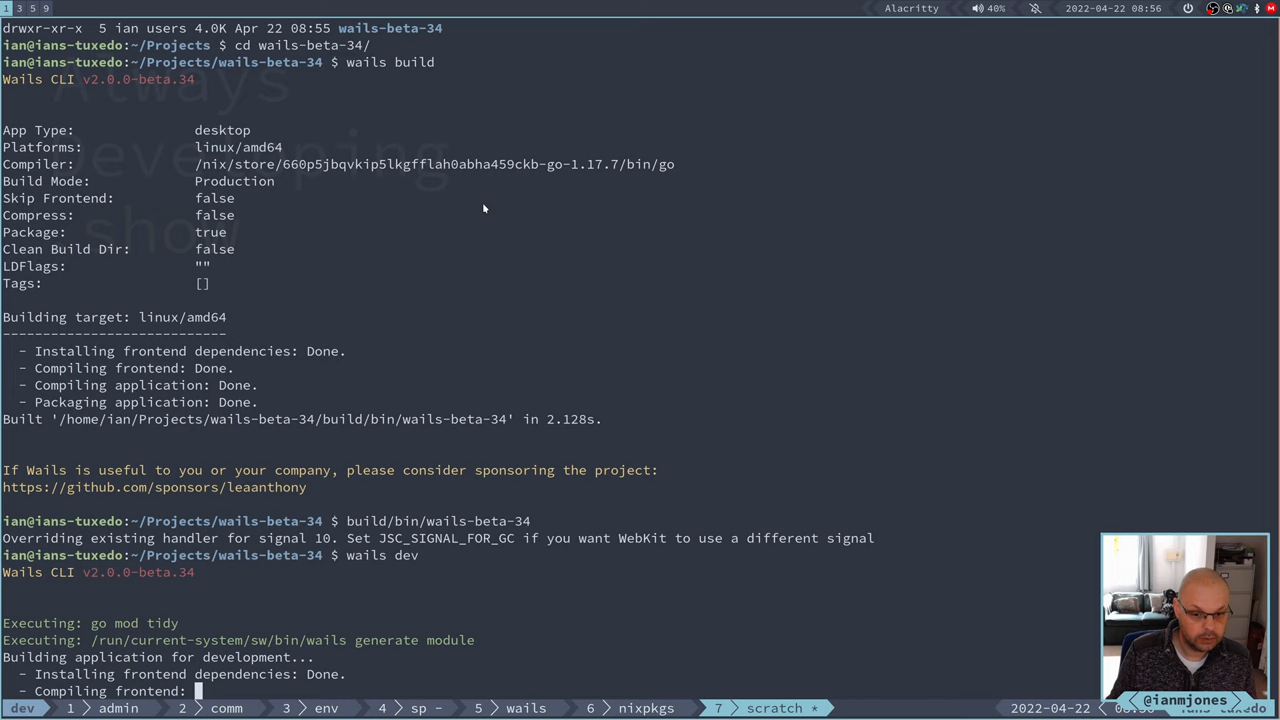 1 3 5 9 Alacritty 40% 2022-04-22 08:56
drwxr-xr-x 5 ian users 4.0K Apr 22 08:55 wails-beta-34
ian@ians-tuxedo:~/Projects $ cd wails-beta-34/
ian@ians-tuxedo:~/Projects/wails-beta-34 $ wails build
Wails CLI v2.0.0-beta.34
Always
Developing
show
App Type: desktop
Platforms: linux/amd64
Compiler: /nix/store/660p5jbqvkip5lkgfflah0abha459ckb-go-1.17.7/bin/go
Build Mode: Production
Skip Frontend: false
Compress: false
Package: true
Clean Build Dir: false
LDFlags: ""
Tags: []
Building target: linux/amd64
------------------------------
- Installing frontend dependencies: Done.
- Compiling frontend: Done.
- Compiling application: Done.
- Packaging application: Done.
Built '/home/ian/Projects/wails-beta-34/build/bin/wails-beta-34' in 2.128s.
If Wails is useful to you or your company, please consider sponsoring the project:
https://github.com/sponsors/leaanthony
ian@ians-tuxedo:~/Projects/wails-beta-34 $ build/bin/wails-beta-34
Overriding existing handler for signal 10. Set JSC_SIGNAL_FOR_GC if you want WebKit to use a different signal
ian@ians-tuxedo:~/Projects/wails-beta-34 $ wails dev
Wails CLI v2.0.0-beta.34
Executing: go mod tidy
Executing: /run/current-system/sw/bin/wails generate module
Building application for development...
- Installing frontend dependencies: Done.
- Compiling frontend:
@ianmjones
dev 1 admin 2 comm 3 env 4 sp - 5 wails 6 nixpkgs 7 scratch * 2022-04-22